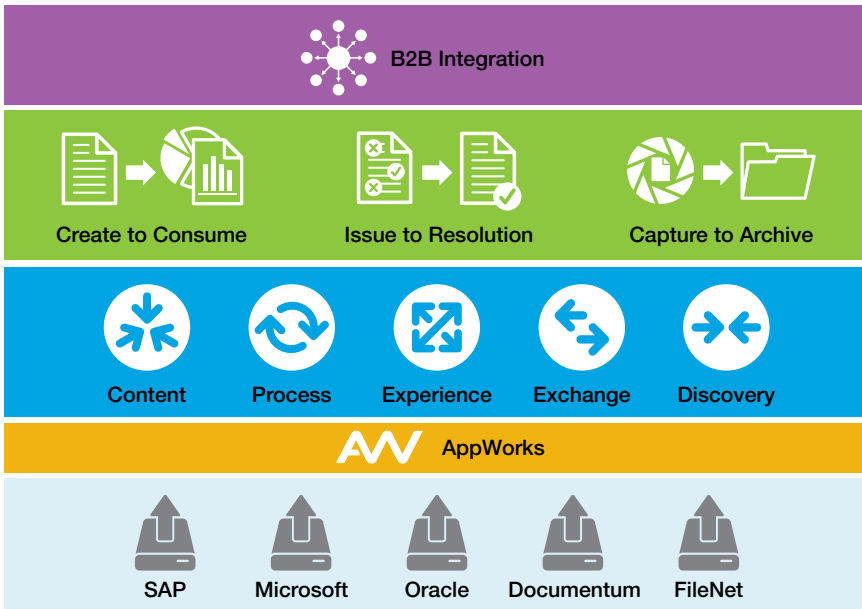 B2B Integration
Create to Consume
Issue to Resolution
Capture to Archive
Content
Process
Experience
Exchange
Discovery
AW AppWorks
SAP
Microsoft
Oracle
Documentum
FileNet